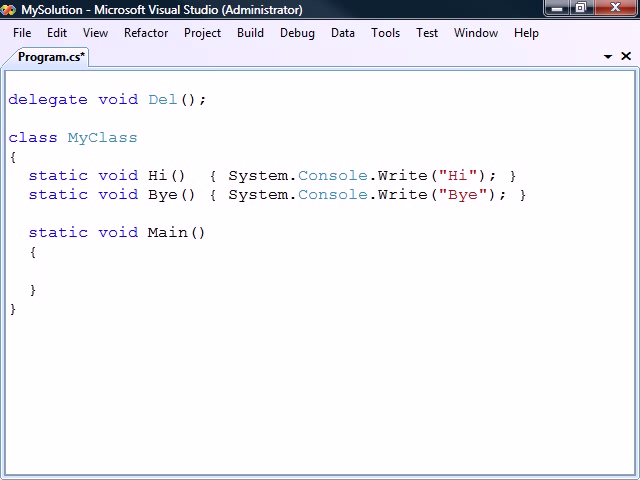 MySolution - Microsoft Visual Studio (Administrator)
File Edit View Refactor Project Build Debug Data Tools Test Window Help
Program.cs*
delegate void Del();
class MyClass
{
static void Hi() { System.Console.Write("Hi"); }
static void Bye() { System.Console.Write("Bye"); }
static void Main()
{
}
}